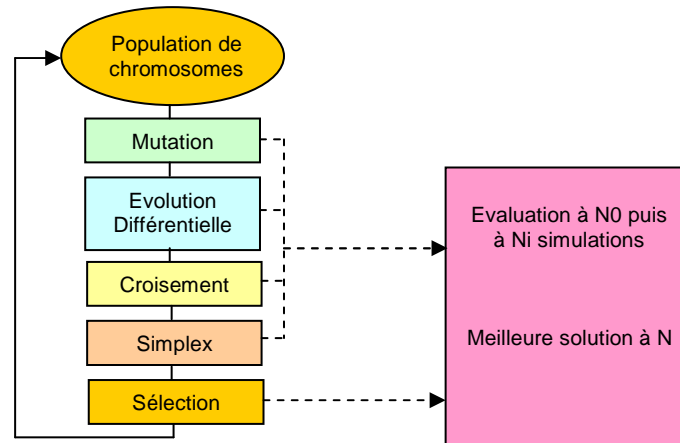 Population de
chromosomes
Mutation
Evolution
Différentielle
Croisement
Simplex
Sélection
Evaluation à N0 puis
à Ni simulations
Meilleure solution à N